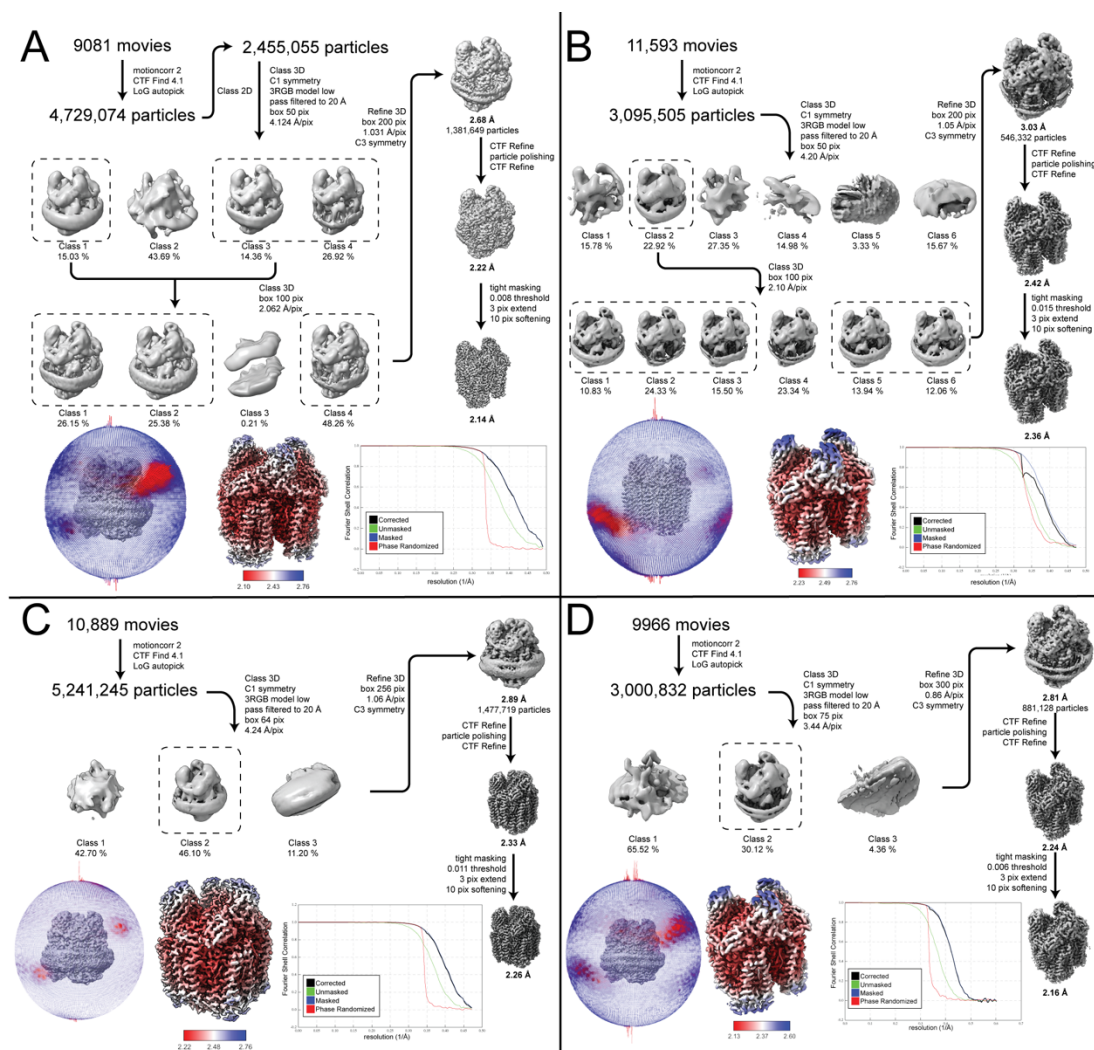 A
9081 movies
motioncorr 2
CTF Find 4.1
LoG autopick
4,729,074 particles
Class 2D
2,455,055 particles
Class 3D
C1 symmetry
3RGB model low
pass filtered to 20 Å
box 50 pix
4.124 Å/pix
Class 1
15.03 %
Class 2
43.69 %
Class 3
14.36 %
Class 4
26.92 %
Class 3D
box 100 pix
2.062 Å/pix
Class 1
26.15 %
Class 2
25.38 %
Class 3
0.21 %
Class 4
48.26 %
Refine 3D
box 200 pix
1.031 Å/pix
C3 symmetry
2.68 Å
1,381,649 particles
CTF Refine
particle polishing
CTF Refine
2.22 Å
tight masking
0.008 threshold
3 pix extend
10 pix softening
2.14 Å
2.10 2.43 2.76
Fourier Shell Correlation
Corrected
Unmasked
Masked
Phase Randomized
resolution (1/Å)
B
11,593 movies
motioncorr 2
CTF Find 4.1
LoG autopick
3,095,505 particles
Class 3D
C1 symmetry
3RGB model low
pass filtered to 20 Å
box 50 pix
4.20 Å/pix
Class 1
15.78 %
Class 2
22.92 %
Class 3
27.35 %
Class 4
14.98 %
Class 5
3.33 %
Class 6
15.67 %
Class 3D
box 100 pix
2.10 Å/pix
Class 1
10.83 %
Class 2
24.33 %
Class 3
15.50 %
Class 4
23.34 %
Class 5
13.94 %
Class 6
12.06 %
Refine 3D
box 200 pix
1.05 Å/pix
C3 symmetry
3.03 Å
546,332 particles
CTF Refine
particle polishing
CTF Refine
2.42 Å
tight masking
0.015 threshold
3 pix extend
10 pix softening
2.36 Å
2.23 2.49 2.76
Fourier Shell Correlation
Corrected
Unmasked
Masked
Phase Randomized
resolution (1/Å)
C
10,889 movies
motioncorr 2
CTF Find 4.1
LoG autopick
5,241,245 particles
Class 3D
C1 symmetry
3RGB model low
pass filtered to 20 Å
box 64 pix
4.24 Å/pix
Class 1
42.70 %
Class 2
46.10 %
Class 3
11.20 %
Refine 3D
box 256 pix
1.06 Å/pix
C3 symmetry
2.89 Å
1,477,719 particles
CTF Refine
particle polishing
CTF Refine
2.33 Å
tight masking
0.011 threshold
3 pix extend
10 pix softening
2.26 Å
2.22 2.48 2.76
Fourier Shell Correlation
Corrected
Unmasked
Masked
Phase Randomized
resolution (1/Å)
D
9966 movies
motioncorr 2
CTF Find 4.1
LoG autopick
3,000,832 particles
Class 3D
C1 symmetry
3RGB model low
pass filtered to 20 Å
box 75 pix
3.44 Å/pix
Class 1
65.52 %
Class 2
30.12 %
Class 3
4.36 %
Refine 3D
box 300 pix
0.86 Å/pix
C3 symmetry
2.81 Å
881,128 particles
CTF Refine
particle polishing
CTF Refine
2.24 Å
tight masking
0.006 threshold
3 pix extend
10 pix softening
2.16 Å
2.13 2.37 2.60
Fourier Shell Correlation
Corrected
Unmasked
Masked
Phase Randomized
resolution (1/Å)